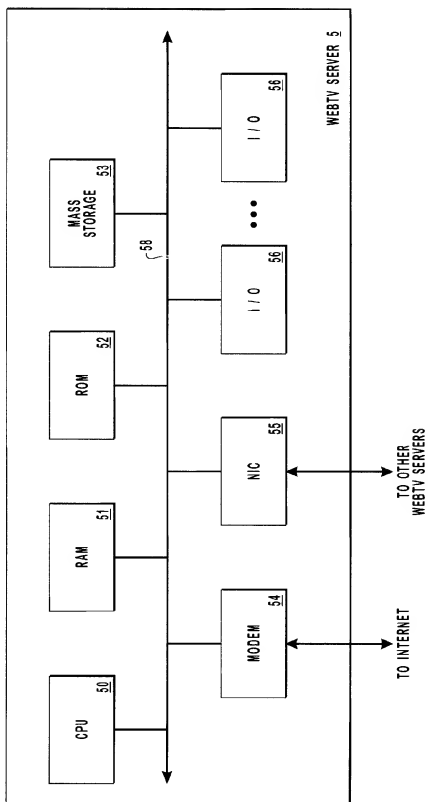 CPU
50
RAM
51
ROM
52
MASS
STORAGE
53
58
MODEM
54
NIC
55
I / O
56
I / O
56
WEBTV SERVER 5
TO INTERNET
TO OTHER
WEBTV SERVERS